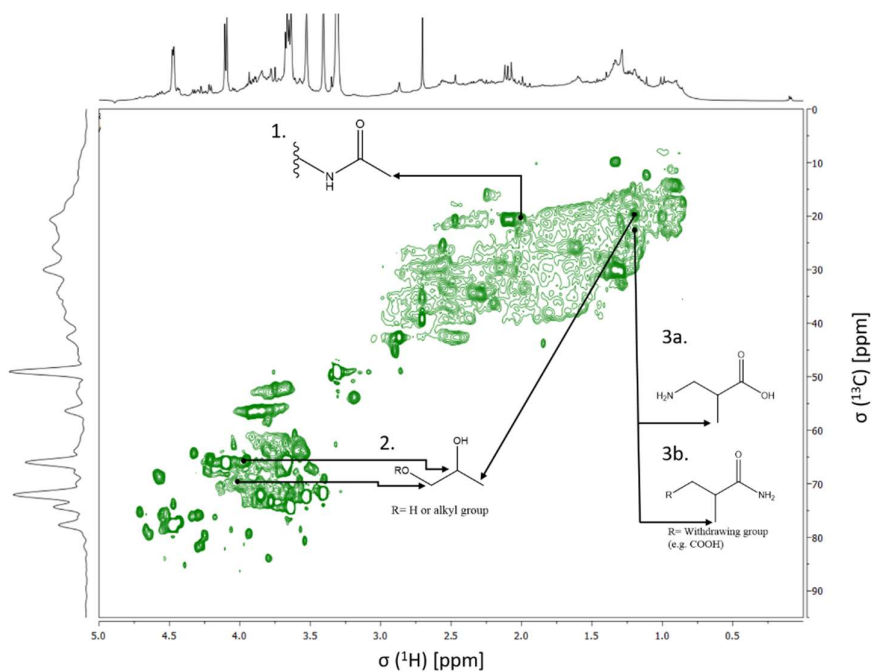 0
10
1.
O
N
H
20
30
40
3a.
O
H₂N
OH
50
σ (¹³C) [ppm]
60
2.
OH
RO
R= H or alkyl group
3b.
O
R
NH₂
R= Withdrawing group
(e.g. COOH)
70
80
90
5.0 4.5 4.0 3.5 3.0 2.5 2.0 1.5 1.0 0.5
σ (¹H) [ppm]